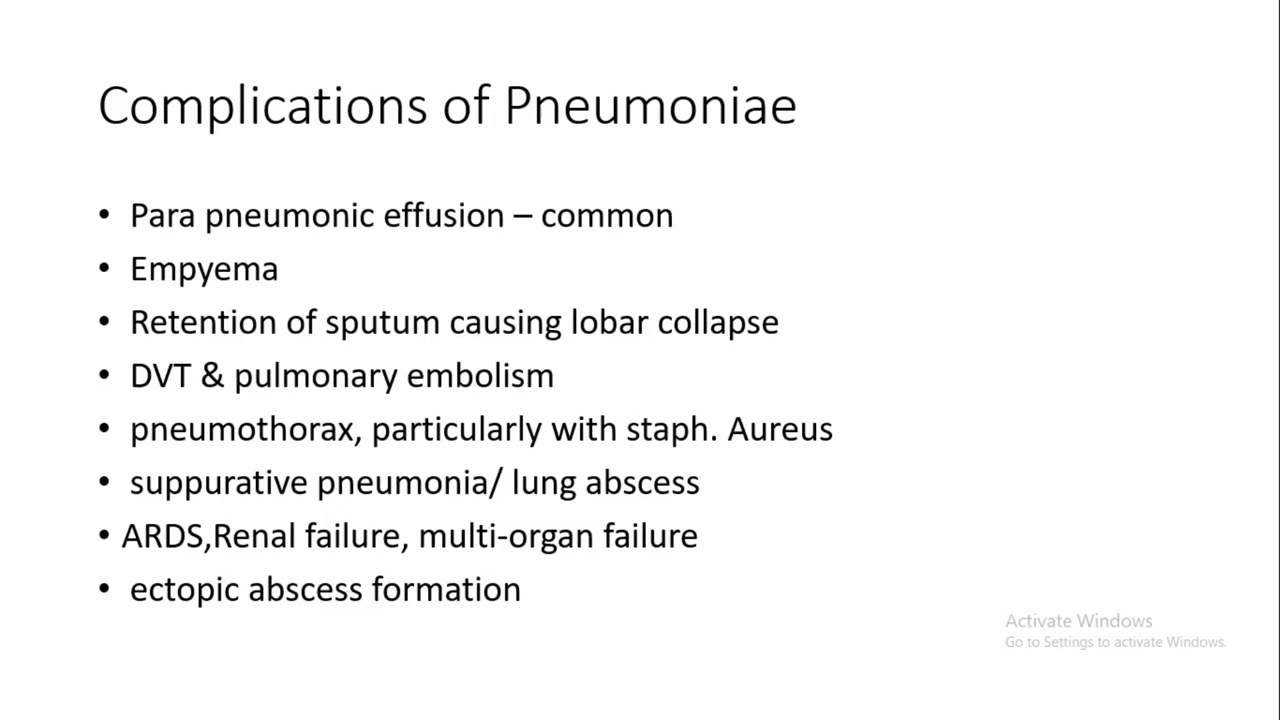 Complications of Pneumoniae
• Para pneumonic effusion – common
• Empyema
• Retention of sputum causing lobar collapse
• DVT & pulmonary embolism
• pneumothorax, particularly with staph. Aureus
• suppurative pneumonia/ lung abscess
• ARDS,Renal failure, multi-organ failure
• ectopic abscess formation
Activate Windows
Go to Settings to activate Windows.